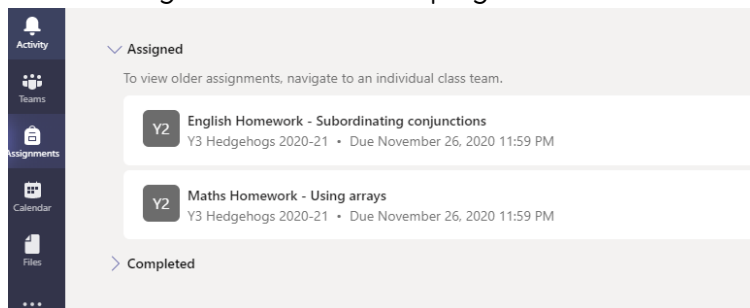 Activity
Teams
Assignments
Calendar
Files
Assigned
To view older assignments, navigate to an individual class team.
Y2
English Homework - Subordinating conjunctions
Y3 Hedgehogs 2020-21 • Due November 26, 2020 11:59 PM
Y2
Maths Homework - Using arrays
Y3 Hedgehogs 2020-21 • Due November 26, 2020 11:59 PM
Completed